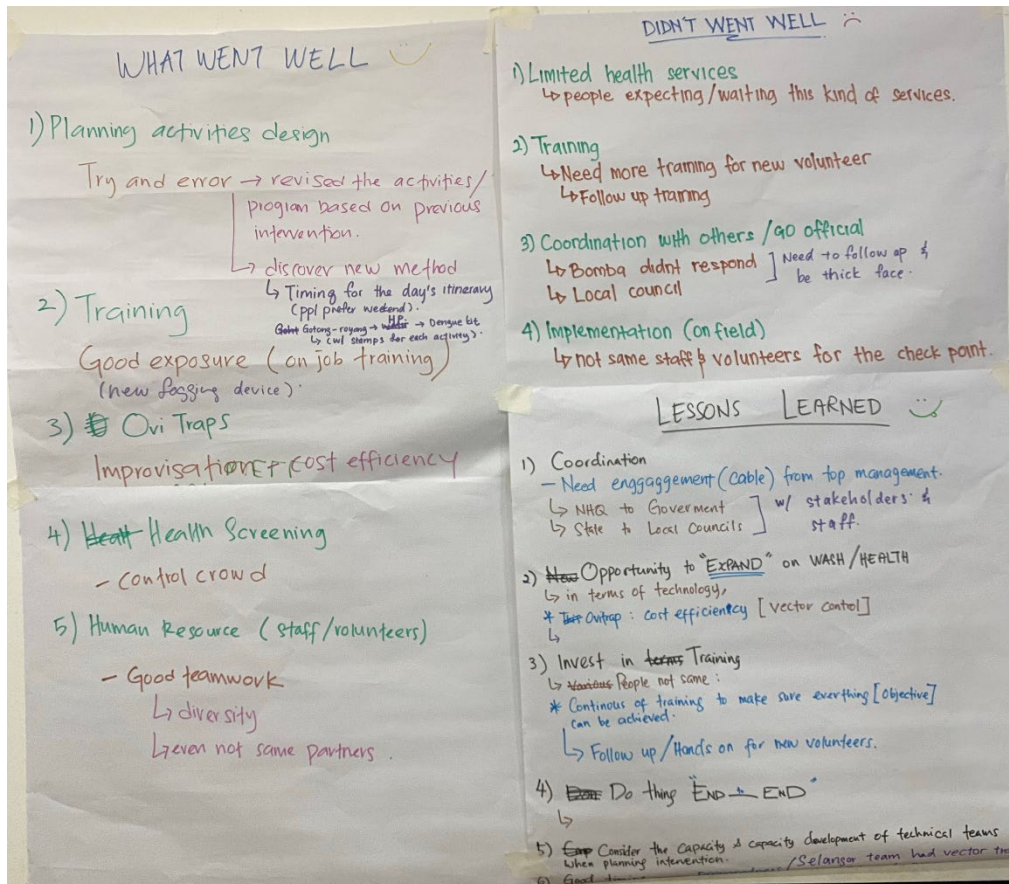 WHAT WENT WELL
1) Planning activities design
Try and error → revised the activities/
program based on previous
intervention.
↳ discover new method
↳ Timing for the day's itinerary
(ppl prefer weekend).
Gotong-royong → HP → Dengue kit
↳ (w/ stamps for each activity).
2) Training
Good exposure (on job training)
(new fogging device).
3) Ovi Traps
Improvisation + cost efficiency
4) Health Screening
- control crowd
5) Human Resource (staff/volunteers)
- Good teamwork
↳ diversity
↳ even not same partners.
DIDN'T WENT WELL
1) Limited health services
↳ people expecting/waiting this kind of services.
2) Training
↳ Need more training for new volunteer
↳ Follow up training
3) Coordination with others /go official
↳ Bomba didnt respond ] Need to follow up &
↳ Local council be thick face.
4) Implementation (on field)
↳ not same staff & volunteers for the check point.
LESSONS LEARNED
1) Coordination
- Need enggaggement (cable) from top management.
↳ NHQ to Goverment ] w/ stakeholders &
↳ State to Local Councils staff.
2) Opportunity to "EXPAND" on WASH/HEALTH
↳ in terms of technology,
* Ovitrap : cost efficiency [vector control]
↳
3) Invest in Training
↳ People not same :
* Continous of training to make sure everthing [objective]
can be achieved.
↳ Follow up/Hands on for new volunteers.
4) Do thing "END to END"
↳
5) Consider the capacity & capacity development of technical teams
when planning intervention. /Selangor team had vector